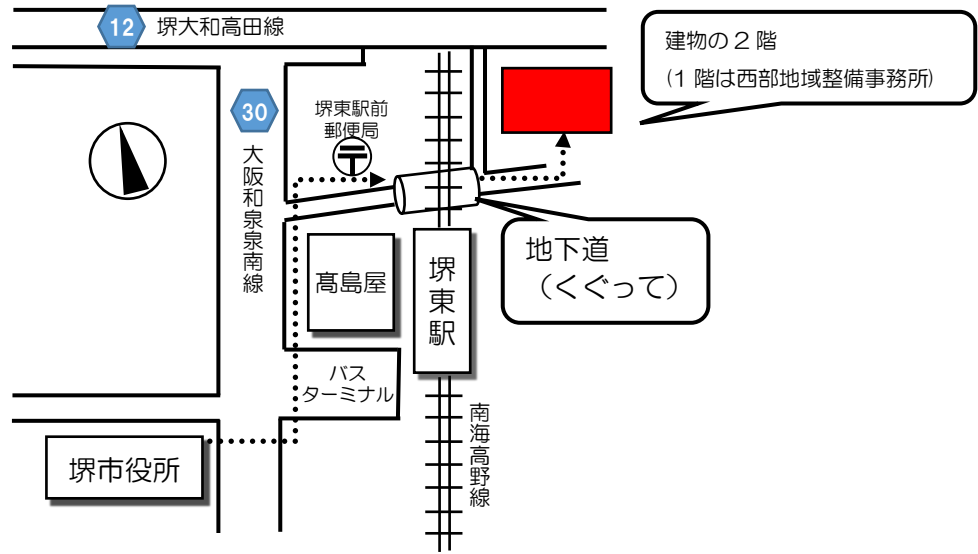 12 堺大和高田線
建物の2階
(1階は西部地域整備事務所)
30
大阪和泉泉南線
堺東駅前
郵便局
〒
地下道
(くぐって)
髙島屋
堺東駅
バス
ターミナル
南海高野線
堺市役所